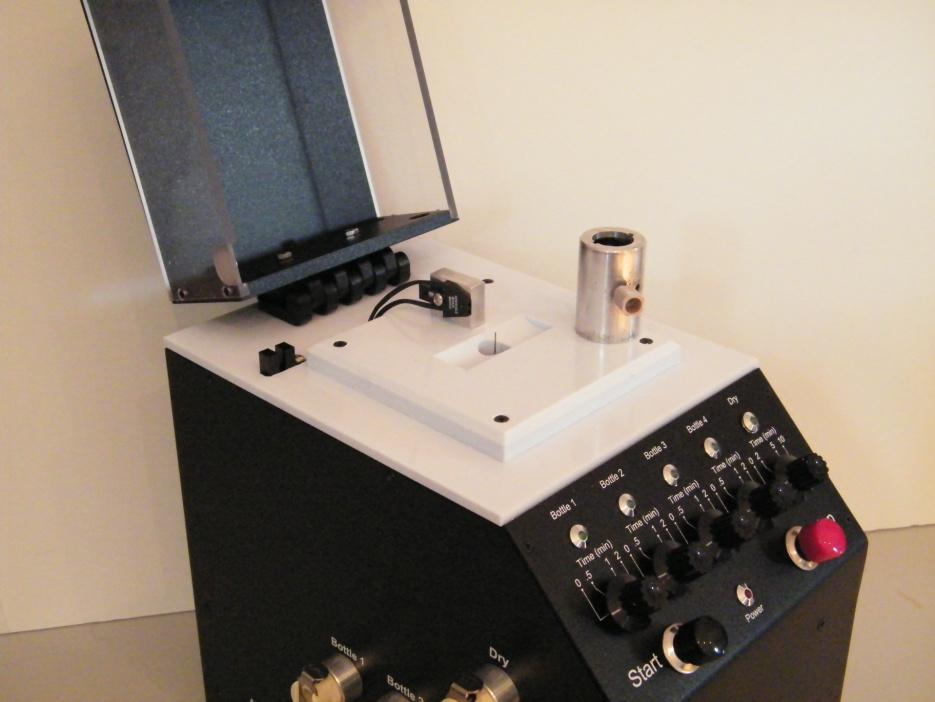 Dry
Bottle 4
Bottle 3
Bottle 2
Bottle 1
Time (min)
0 2 5 10
Time (min)
0 .5 1 2
Time (min)
0 .5 1 2
Time (min)
0 .5 1 2
Time (min)
0 .5 1 2
Power
Start
Bottle 1
Dry
Bottle 2